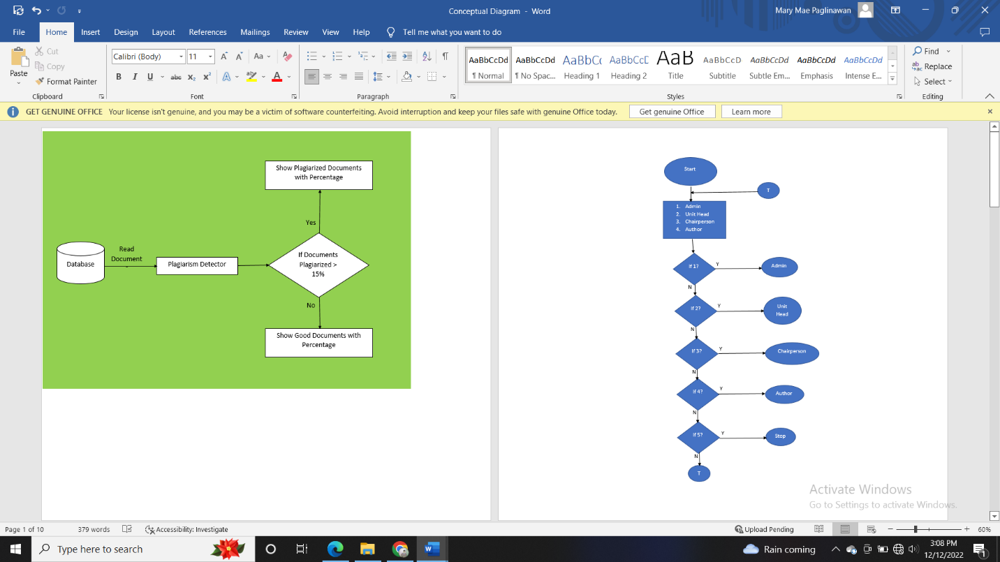 Conceptual Diagram - Word
Mary Mae Paglinawan
File Home Insert Design Layout References Mailings Review View Help Tell me what you want to do
Paste
Cut
Copy
Format Painter
Clipboard
Calibri (Body) 11
Font
Paragraph
AaBbCcDd AaBbCcDd AaBbCc AaBbCcC AaB AaBbCcD AaBbCcDd AaBbCcDd AaBbCcDd
¶ Normal ¶ No Spac... Heading 1 Heading 2 Title Subtitle Subtle Em... Emphasis Intense E...
Styles
Find
Replace
Select
Editing
GET GENUINE OFFICE Your license isn't genuine, and you may be a victim of software counterfeiting. Avoid interruption and keep your files safe with genuine Office today. Get genuine Office Learn more
Show Plagiarized Documents
with Percentage
Yes
Read
Document
Database
Plagiarism Detector
If Documents
Plagiarized >
15%
No
Show Good Documents with
Percentage
Start
T
1. Admin
2. Unit Head
3. Chairperson
4. Author
If 1?
Y
Admin
N
If 2?
Y
Unit
Head
N
If 3?
Y
Chairperson
N
If 4?
Y
Author
N
If 5?
Y
Stop
N
T
Activate Windows
Go to Settings to activate Windows.
Page 1 of 10 379 words Accessibility: Investigate Upload Pending 60%
Type here to search
Rain coming
3:08 PM
12/12/2022
1